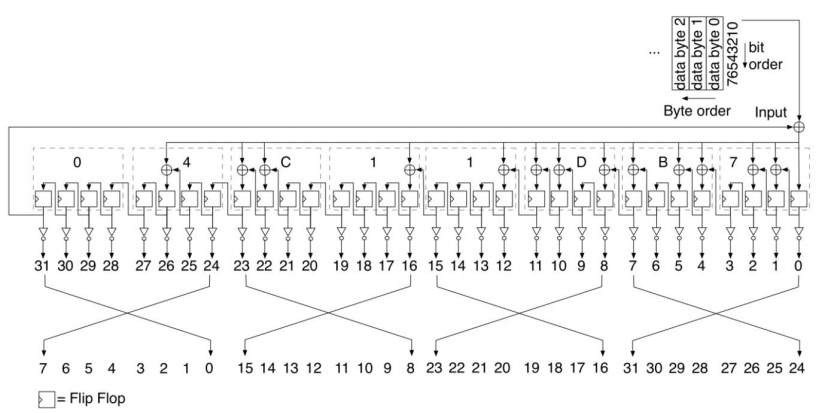 ... data byte 2 data byte 1 data byte 0 76543210 bit order
Byte order Input
0 4 C 1 1 D B 7
31 30 29 28 27 26 25 24 23 22 21 20 19 18 17 16 15 14 13 12 11 10 9 8 7 6 5 4 3 2 1 0
7 6 5 4 3 2 1 0 15 14 13 12 11 10 9 8 23 22 21 20 19 18 17 16 31 30 29 28 27 26 25 24
= Flip Flop